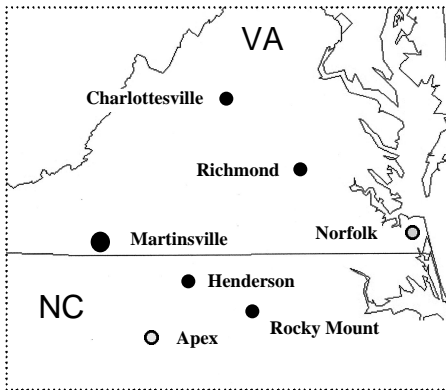 VA
Charlottesville
Richmond
Norfolk
Martinsville
Henderson
NC
Rocky Mount
Apex